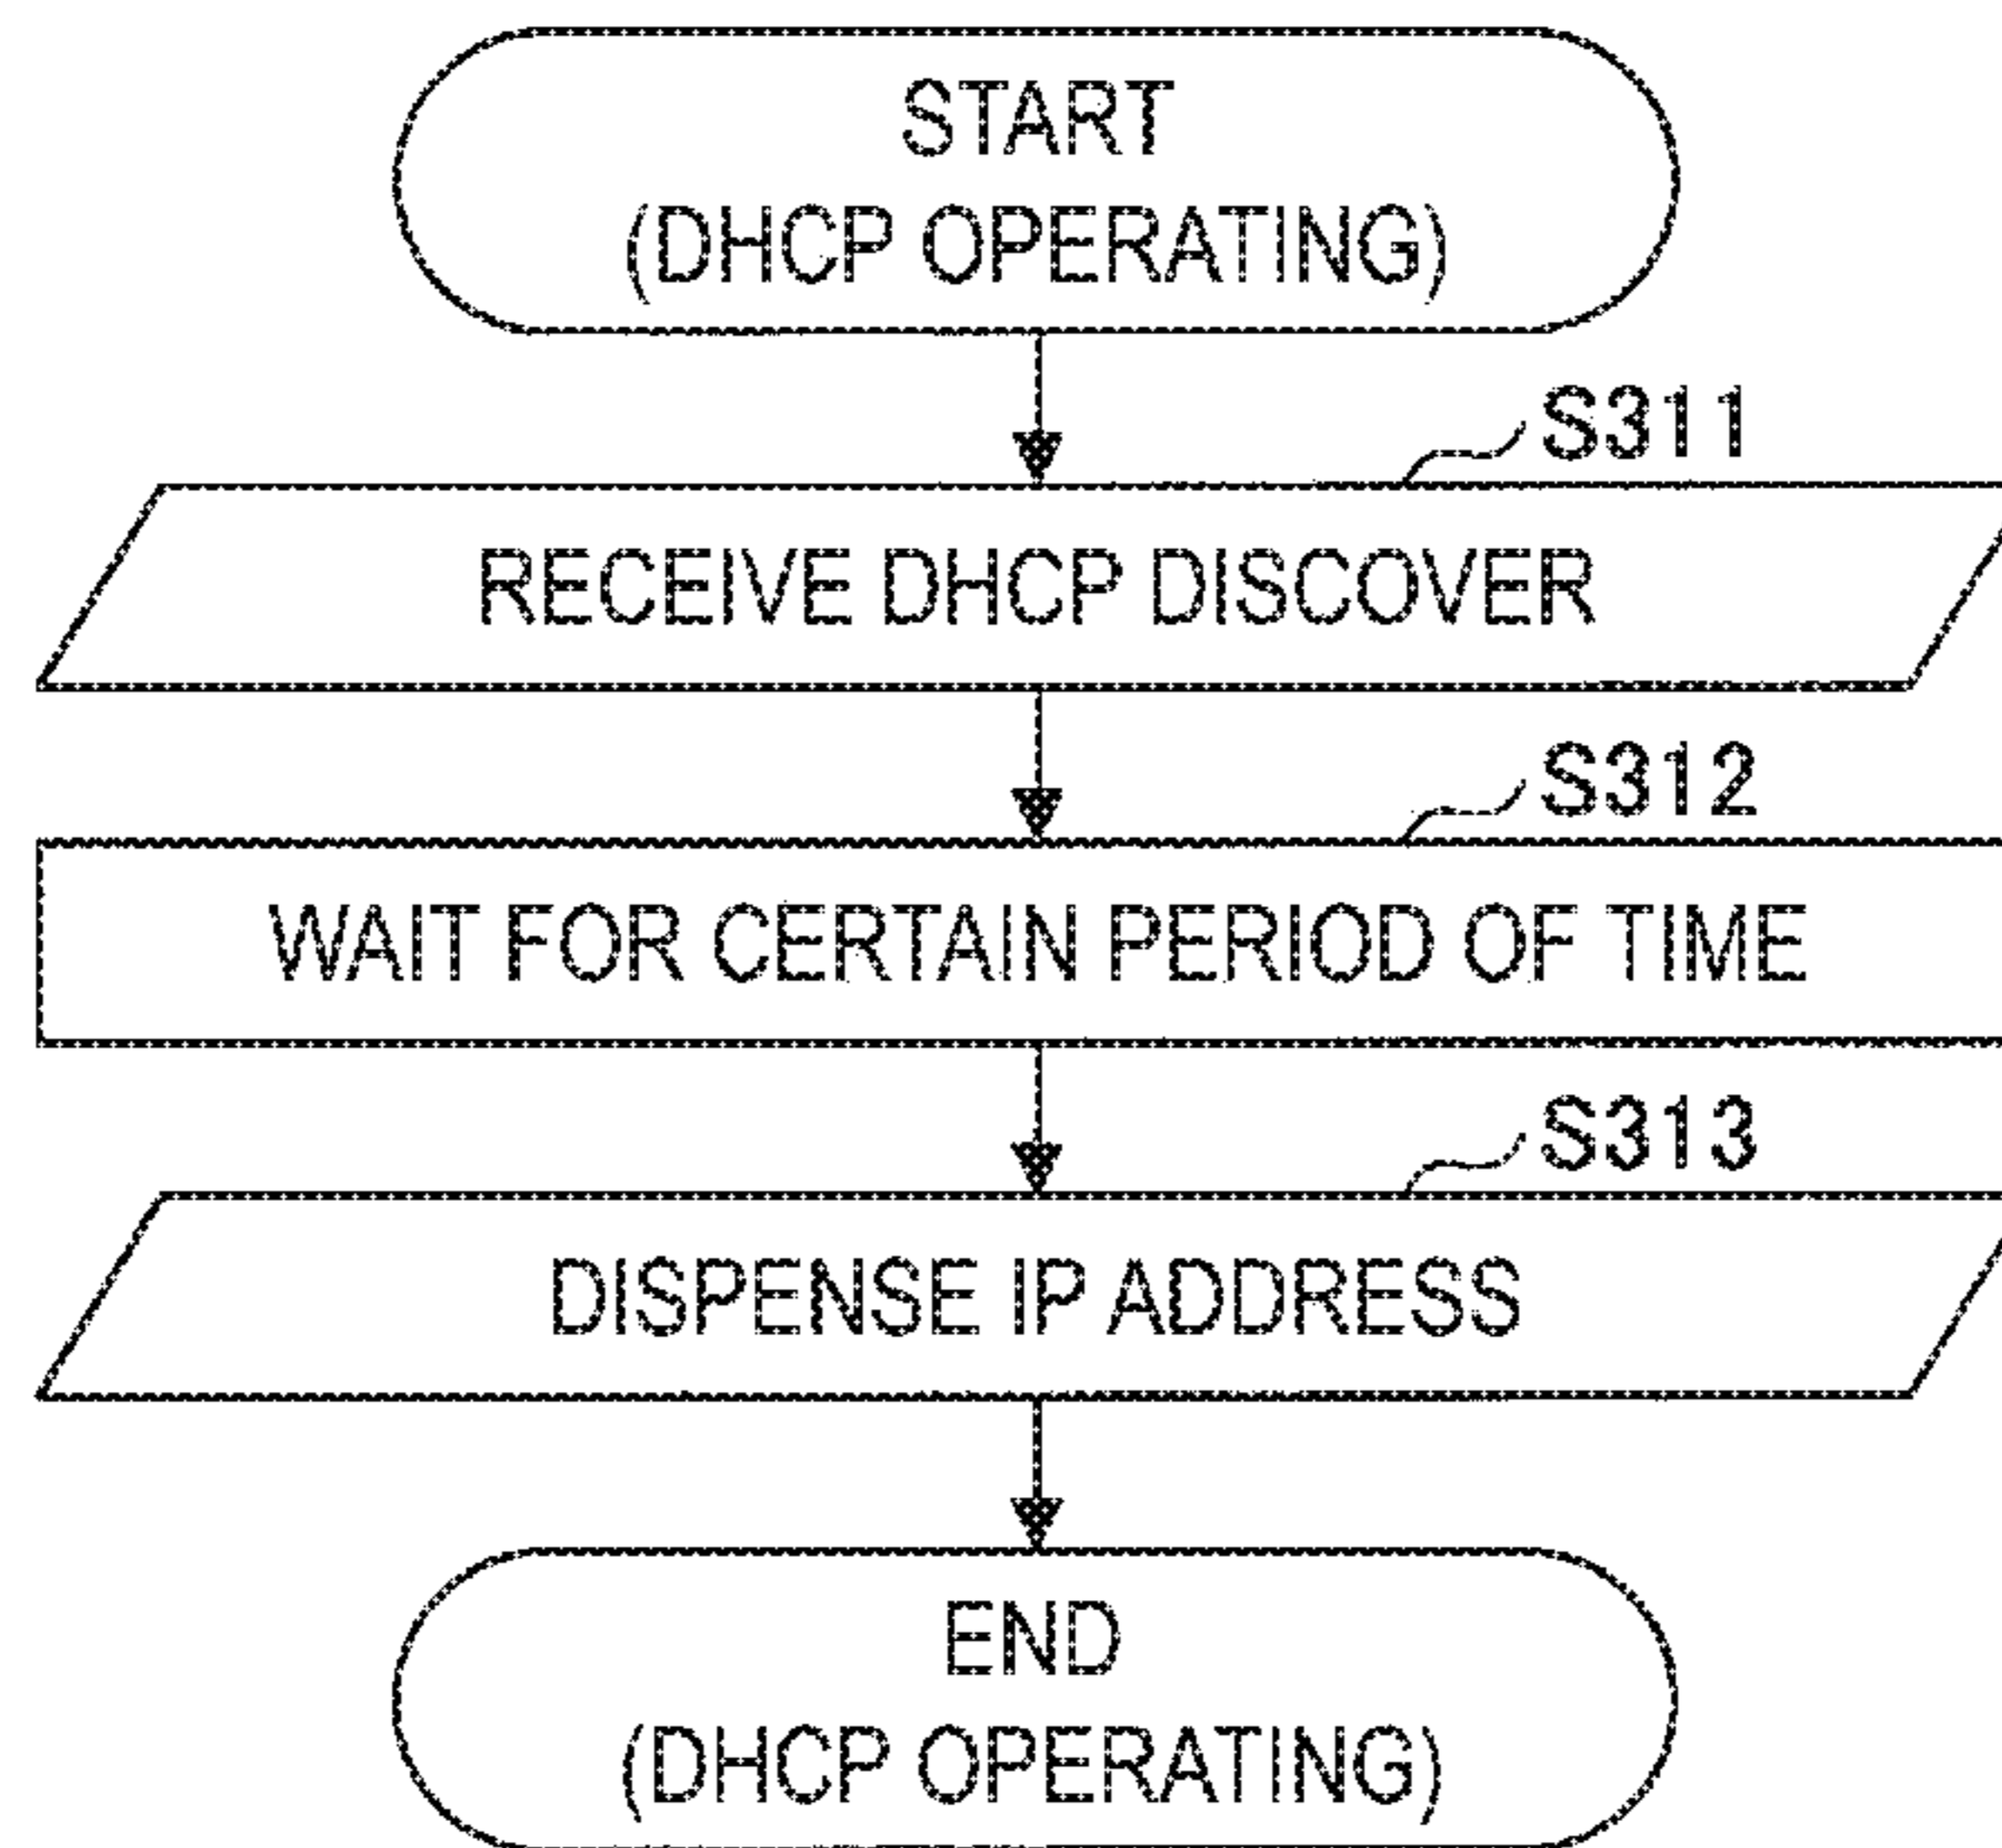 START
(DHCP OPERATING)
S311
RECEIVE DHCP DISCOVER
S312
WAIT FOR CERTAIN PERIOD OF TIME
S313
DISPENSE IP ADDRESS
END
(DHCP OPERATING)